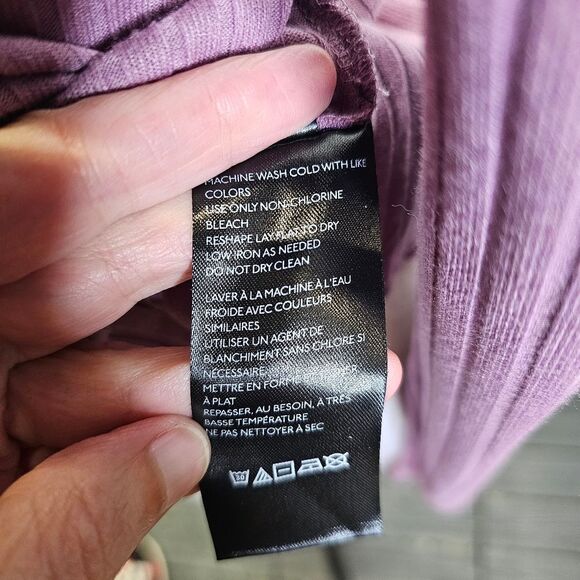 MACHINE WASH COLD WITH LIKE
COLORS
USE ONLY NON-CHLORINE
BLEACH
RESHAPE LAY FLAT TO DRY
LOW IRON AS NEEDED
DO NOT DRY CLEAN
LAVER À LA MACHINE À L'EAU
FROIDE AVEC COULEURS
SIMILAIRES
UTILISER UN AGENT DE
BLANCHIMENT SANS CHLORE SI
NÉCESSAIRE.
METTRE EN FORME
À PLAT
REPASSER, AU BESOIN, À TRÈS
BASSE TEMPÉRATURE
NE PAS NETTOYER À SEC
30